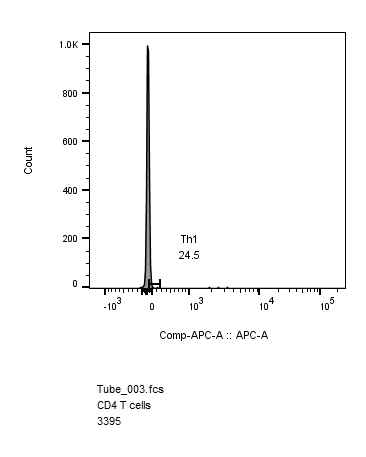 1.0K
800
600
400
200
0
Count
Th1
24.5
-10³ 0 10³ 10⁴ 10⁵
Comp-APC-A :: APC-A
Tube_003.fcs
CD4 T cells
3395